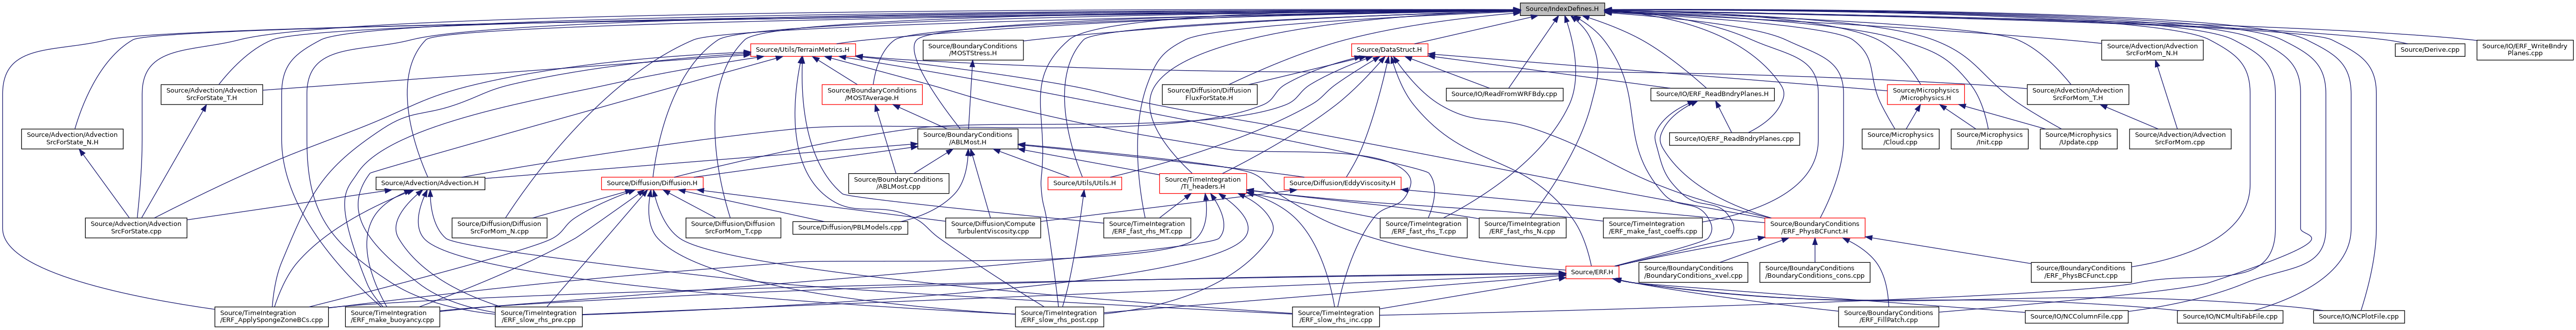 Source/IndexDefines.H
Source/Utils/TerrainMetrics.H
Source/BoundaryConditions
/MOSTStress.H
Source/DataStruct.H
Source/Advection/Advection
SrcForMom_N.H
Source/Derive.cpp
Source/IO/ERF_WriteBndry
Planes.cpp
Source/Advection/Advection
SrcForState_T.H
Source/BoundaryConditions
/MOSTAverage.H
Source/Diffusion/Diffusion
FluxForState.H
Source/IO/ReadFromWRFBdy.cpp
Source/IO/ERF_ReadBndryPlanes.H
Source/Microphysics
/Microphysics.H
Source/Advection/Advection
SrcForMom_T.H
Source/Advection/Advection
SrcForState_N.H
Source/BoundaryConditions
/ABLMost.H
Source/IO/ERF_ReadBndryPlanes.cpp
Source/Microphysics
/Cloud.cpp
Source/Microphysics
/Init.cpp
Source/Microphysics
/Update.cpp
Source/Advection/Advection
SrcForMom.cpp
Source/Advection/Advection.H
Source/Diffusion/Diffusion.H
Source/BoundaryConditions
/ABLMost.cpp
Source/Utils/Utils.H
Source/TimeIntegration
/TI_headers.H
Source/Diffusion/EddyViscosity.H
Source/Advection/Advection
SrcForState.cpp
Source/Diffusion/Diffusion
SrcForMom_N.cpp
Source/Diffusion/Diffusion
SrcForMom_T.cpp
Source/Diffusion/PBLModels.cpp
Source/Diffusion/Compute
TurbulentViscosity.cpp
Source/TimeIntegration
/ERF_fast_rhs_MT.cpp
Source/TimeIntegration
/ERF_fast_rhs_T.cpp
Source/TimeIntegration
/ERF_fast_rhs_N.cpp
Source/TimeIntegration
/ERF_make_fast_coeffs.cpp
Source/BoundaryConditions
/ERF_PhysBCFunct.H
Source/ERF.H
Source/BoundaryConditions
/BoundaryConditions_xvel.cpp
Source/BoundaryConditions
/BoundaryConditions_cons.cpp
Source/BoundaryConditions
/ERF_PhysBCFunct.cpp
Source/TimeIntegration
/ERF_ApplySpongeZoneBCs.cpp
Source/TimeIntegration
/ERF_make_buoyancy.cpp
Source/TimeIntegration
/ERF_slow_rhs_pre.cpp
Source/TimeIntegration
/ERF_slow_rhs_post.cpp
Source/TimeIntegration
/ERF_slow_rhs_inc.cpp
Source/BoundaryConditions
/ERF_FillPatch.cpp
Source/IO/NCColumnFile.cpp
Source/IO/NCMultiFabFile.cpp
Source/IO/NCPlotFile.cpp